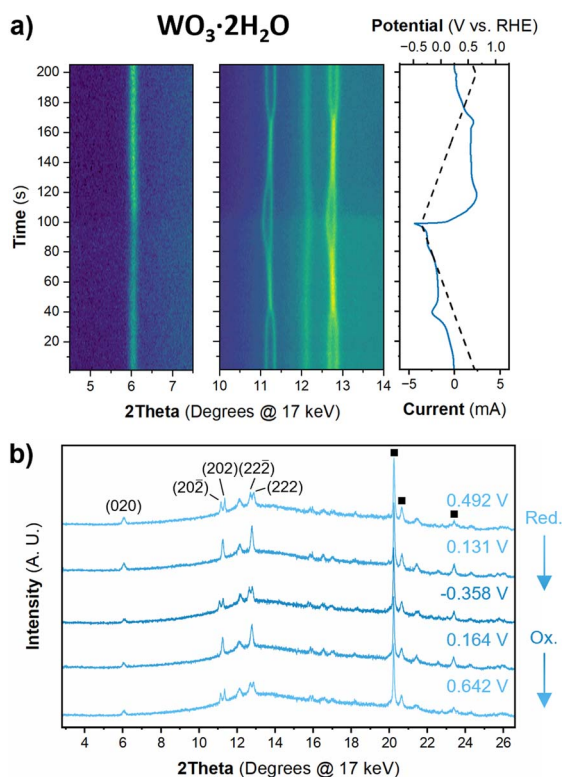 a)
WO₃·2H₂O
Potential (V vs. RHE)
−0.5 0.0 0.5 1.0
Time (s)
200
180
160
140
120
100
80
60
40
20
5 6 7
10 11 12 13 14
−5 0 5
2Theta (Degrees @ 17 keV)
Current (mA)
b)
Intensity (A. U.)
(020)
(202̅)
(202)
(222̅)
(222)
0.492 V
0.131 V
-0.358 V
0.164 V
0.642 V
Red.
Ox.
4 6 8 10 12 14 16 18 20 22 24 26
2Theta (Degrees @ 17 keV)